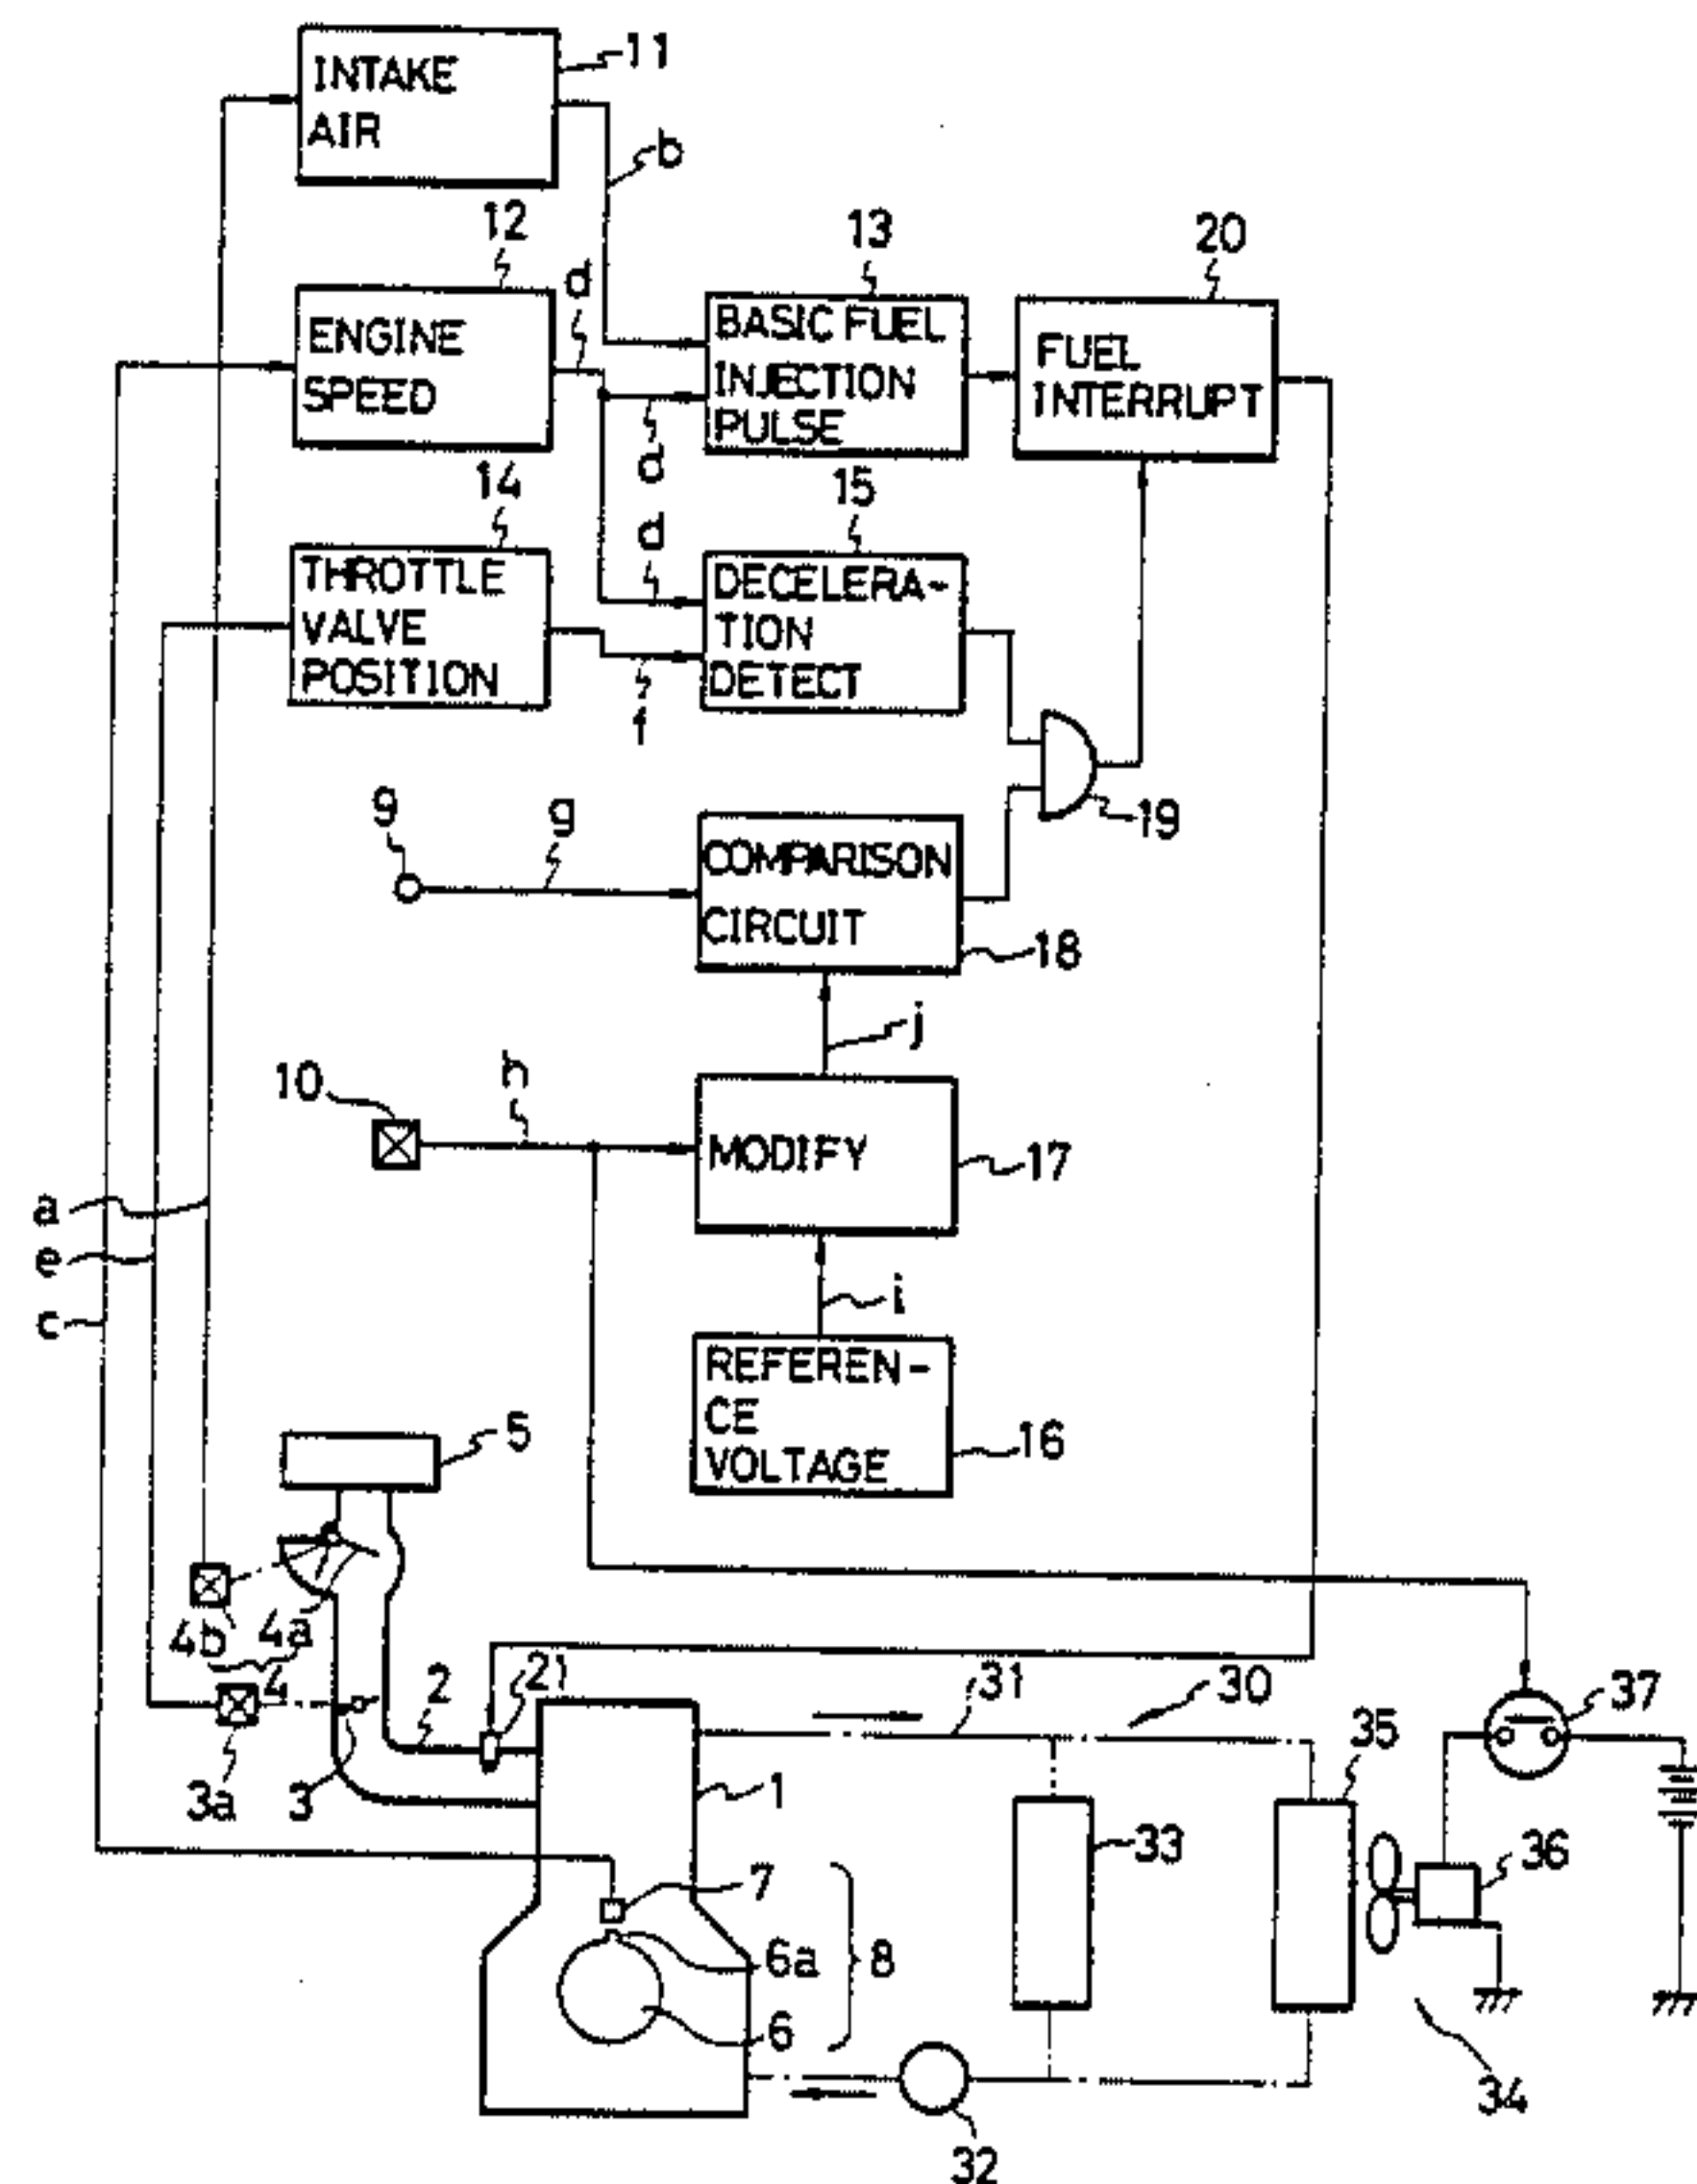 INTAKE
AIR
11
b
12
d
13
20
ENGINE
SPEED
BASIC FUEL
INJECTION
PULSE
FUEL
INTERRUPT
d
14
15
d
THROTTLE
VALVE
POSITION
DECELERA-
TION
DETECT
f
19
9
g
COMPARISON
CIRCUIT
18
j
10
h
MODIFY
17
a
e
c
i
REFEREN-
CE
VOLTAGE
16
5
4b
4a
4
2
21
31
30
37
35
3a
3
1
33
36
7
6a
8
6
34
32